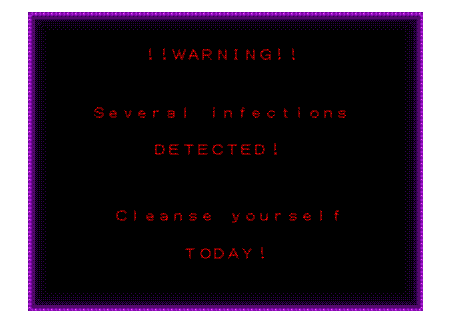 !!WARNING!!
Several infections
DETECTED!
Cleanse yourself
TODAY!